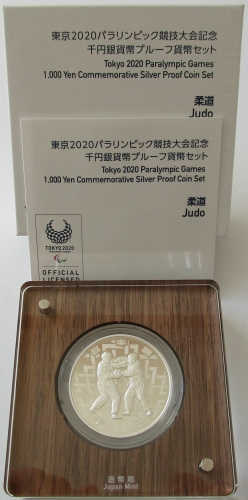 東京2020パラリンピック競技大会記念
千円銀貨幣プルーフ貨幣セット
Tokyo 2020 Paralympic Games
1,000 Yen Commemorative Silver Proof Coin Set
柔道
Judo
東京2020パラリンピック競技大会記念
千円銀貨幣プルーフ貨幣セット
Tokyo 2020 Paralympic Games
1,000 Yen Commemorative Silver Proof Coin Set
柔道
Judo
TOKYO 2020
OFFICIAL
LICENSED
造幣局
Japan Mint